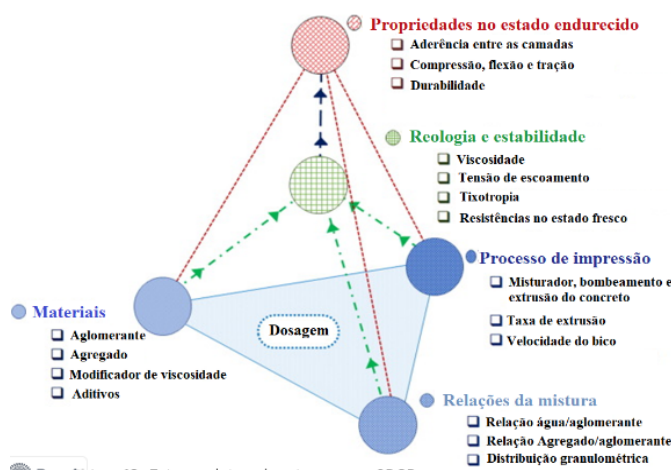 Propriedades no estado endurecido
Aderência entre as camadas
Compressão, flexão e tração
Durabilidade
Reologia e estabilidade
Viscosidade
Tensão de escoamento
Tixotropia
Resistências no estado fresco
Processo de impressão
Misturador, bombeamento e
extrusão do concreto
Taxa de extrusão
Velocidade do bico
Materiais
Aglomerante
Agregado
Modificador de viscosidade
Aditivos
Dosagem
Relações da mistura
Relação água/aglomerante
Relação Agregado/aglomerante
Distribuição granulométrica